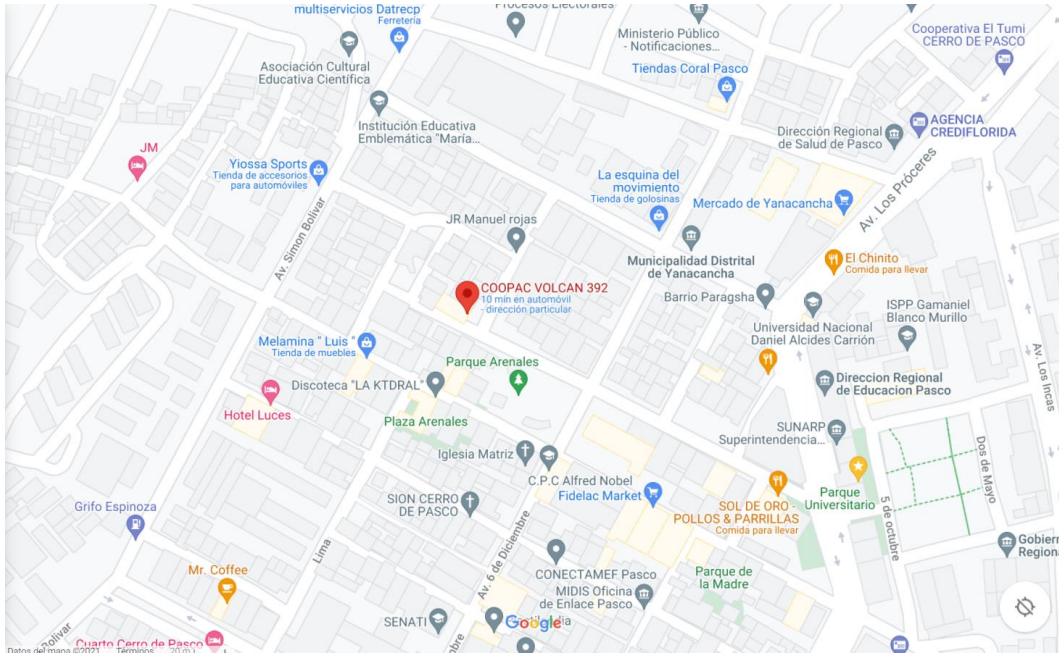 Procesos Electorales
multiservicios Datrecp
Ferretería
Ministerio Público
- Notificaciones...
Cooperativa El Tumi
CERRO DE PASCO
Asociación Cultural
Educativa Científica
Tiendas Coral Pasco
Institución Educativa
Emblemática "María...
Dirección Regional
de Salud de Pasco
AGENCIA
CREDIFLORIDA
JM
Yiossa Sports
Tienda de accesorios
para automóviles
La esquina del
movimiento
Tienda de golosinas
Mercado de Yanacancha
Av. Los Próceres
JR Manuel rojas
Av. Simon Bolivar
Municipalidad Distrital
de Yanacancha
El Chinito
Comida para llevar
COOPAC VOLCAN 392
10 min en automóvil
- dirección particular
Barrio Paragsha
ISPP Gamaniel
Blanco Murillo
Universidad Nacional
Daniel Alcides Carrión
Melamina " Luis "
Tienda de muebles
Parque Arenales
Discoteca "LA KTDRAL"
Direccion Regional
de Educacion Pasco
Av. Los Incas
Hotel Luces
Plaza Arenales
SUNARP
Superintendencia...
Iglesia Matriz
C.P.C Alfred Nobel
Fidelac Market
Dos de Mayo
SION CERRO
DE PASCO
SOL DE ORO -
POLLOS & PARRILLAS
Comida para llevar
Parque
Universitario
5 de octubre
Grifo Espinoza
Lima
Av. 6 de Diciembre
Gobier
Regiona
Mr. Coffee
CONECTAMEF Pasco
Parque de
la Madre
MIDIS Oficina
de Enlace Pasco
SENATI
Google
Bolivar
Cuarto Cerro de Pasco
Datos del mapa ©2021 Términos 20 m